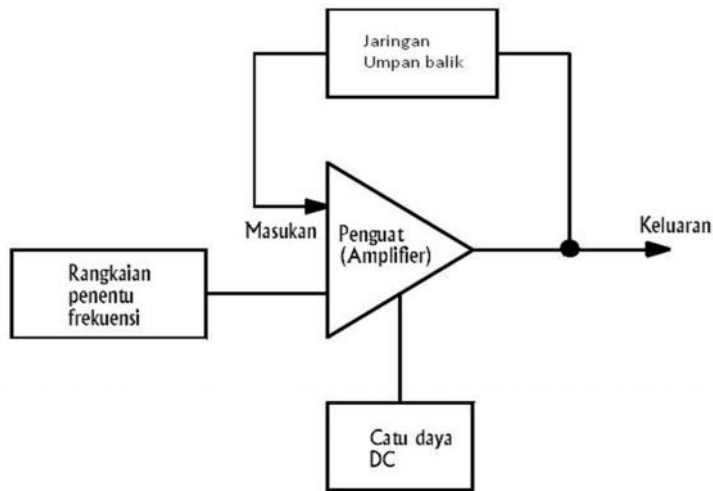 Jaringan
Umpan balik
Masukan
Penguat
(Amplifier)
Keluaran
Rangkaian
penentu
frekuensi
Catu daya
DC